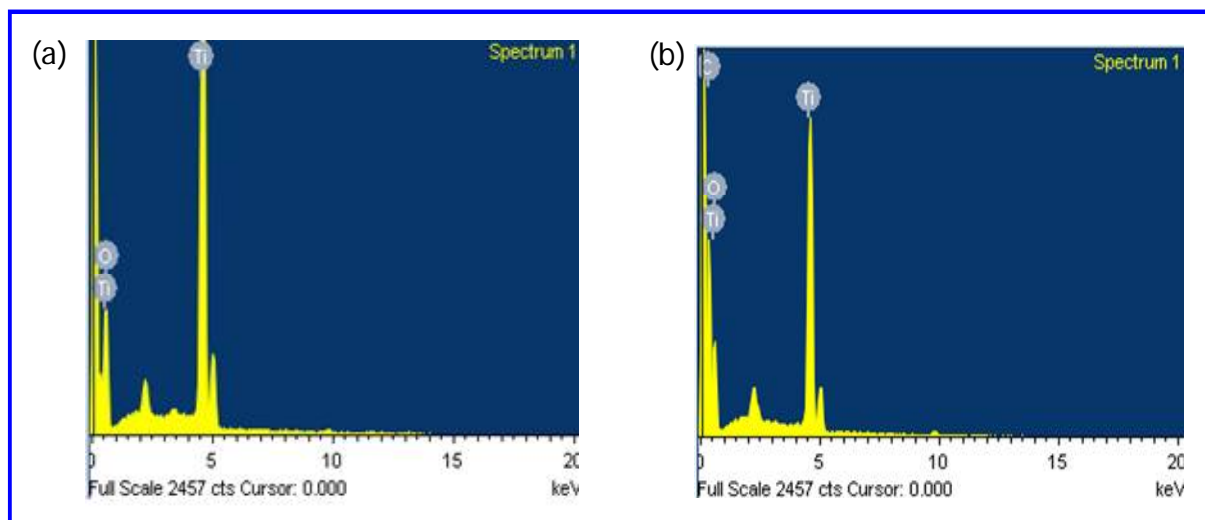 (a)
Spectrum 1
Ti
O
Ti
0 5 10 15 20
Full Scale 2457 cts Cursor: 0.000 keV
(b)
Spectrum 1
C
Ti
O
Ti
0 5 10 15 20
Full Scale 2457 cts Cursor: 0.000 keV